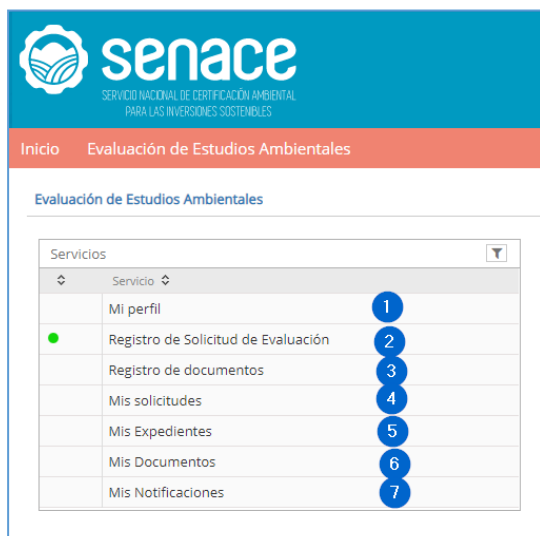 senace
SERVICIO NACIONAL DE CERTIFICACIÓN AMBIENTAL
PARA LAS INVERSIONES SOSTENIBLES
Inicio Evaluación de Estudios Ambientales
Evaluación de Estudios Ambientales
Servicios
Servicio
Mi perfil 1
Registro de Solicitud de Evaluación 2
Registro de documentos 3
Mis solicitudes 4
Mis Expedientes 5
Mis Documentos 6
Mis Notificaciones 7